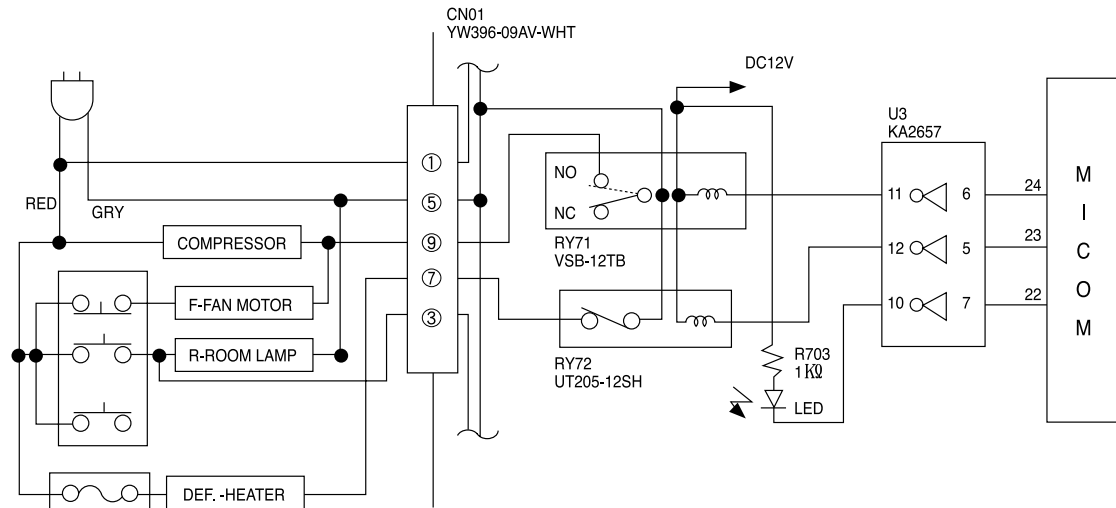 CN01
YW396-09AV-WHT
DC12V
U3
KA2657
RED
GRY
COMPRESSOR
F-FAN MOTOR
R-ROOM LAMP
DEF. -HEATER
①
⑤
⑨
⑦
③
NO
NC
RY71
VSB-12TB
RY72
UT205-12SH
R703
1KΩ
LED
11 6
12 5
10 7
24
23
22
M
I
C
O
M